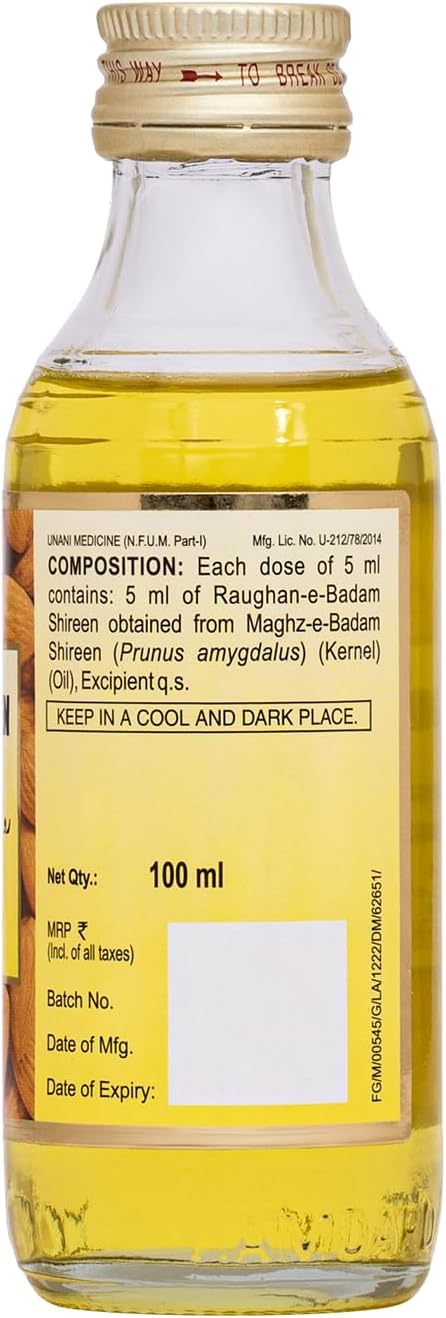 THIS WAY TO BREAK SE
UNANI MEDICINE (N.F.U.M. Part-I) Mfg. Lic. No. U-212/78/2014
COMPOSITION: Each dose of 5 ml
contains: 5 ml of Raughan-e-Badam
Shireen obtained from Maghz-e-Badam
Shireen (Prunus amygdalus) (Kernel)
(Oil), Excipient q.s.
KEEP IN A COOL AND DARK PLACE.
N
Net Qty.: 100 ml
MRP ₹
(Incl. of all taxes)
Batch No.
Date of Mfg.
Date of Expiry:
FG/M/00545/G/LA/1222/DM/62651/